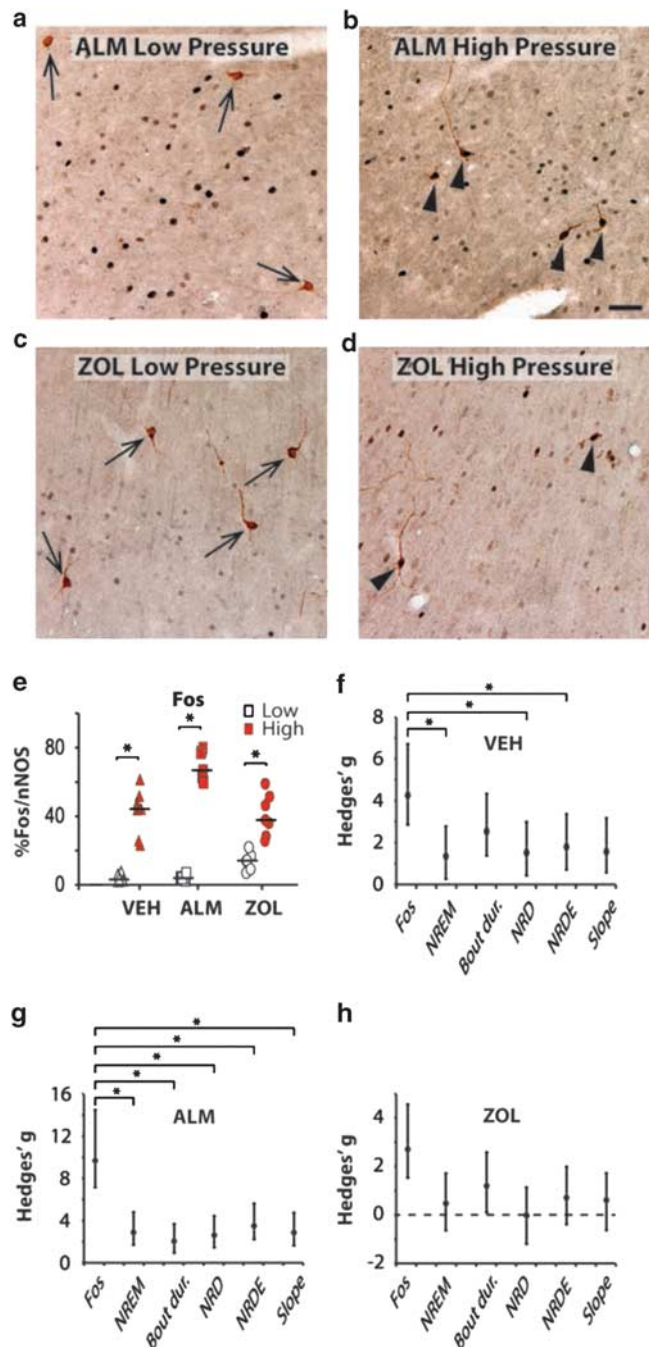 a
ALM Low Pressure
b
ALM High Pressure
c
ZOL Low Pressure
d
ZOL High Pressure
e
Fos
Low
High
*
*
*
%Fos/nNOS
80
40
0
VEH
ALM
ZOL
f
*
*
*
VEH
Hedges' g
8
6
4
2
0
Fos
NREM
Bout dur.
NRD
NRDE
Slope
g
*
*
*
*
*
ALM
Hedges' g
16
12
8
4
0
Fos
NREM
Bout dur.
NRD
NRDE
Slope
h
ZOL
Hedges' g
4
2
0
-2
Fos
NREM
Bout dur.
NRD
NRDE
Slope